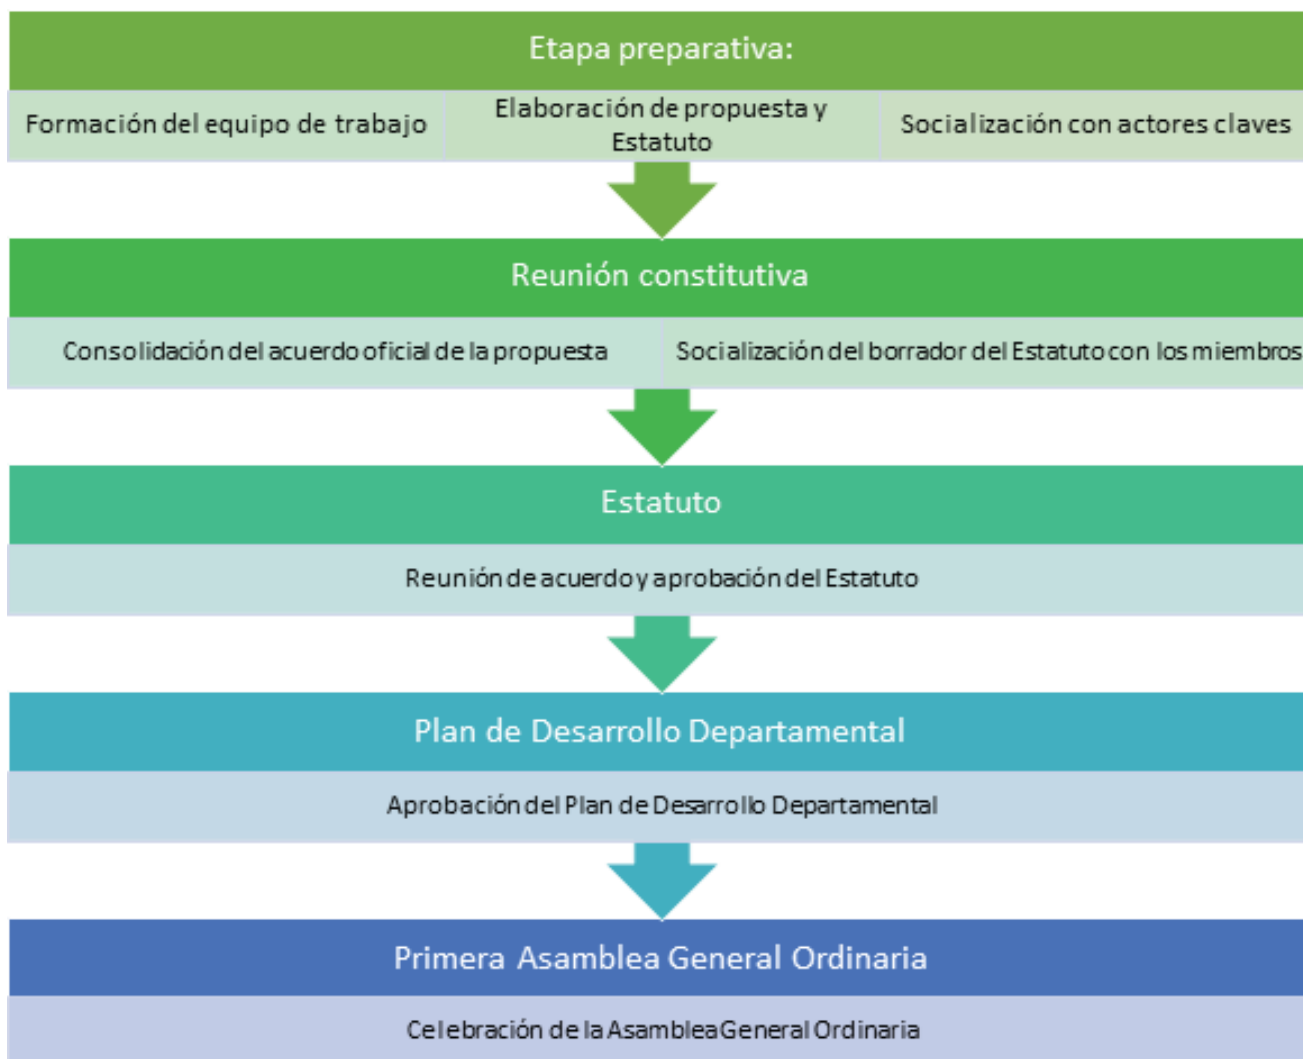 Etapa preparativa:
Formación del equipo de trabajo
Elaboración de propuesta y
Estatuto
Socialización con actores claves
Reunión constitutiva
Consolidación del acuerdo oficial de la propuesta
Socialización del borrador del Estatuto con los miembros
Estatuto
Reunión de acuerdo y aprobación del Estatuto
Plan de Desarrollo Departamental
Aprobación del Plan de Desarrollo Departamental
Primera Asamblea General Ordinaria
Celebración de la Asamblea General Ordinaria